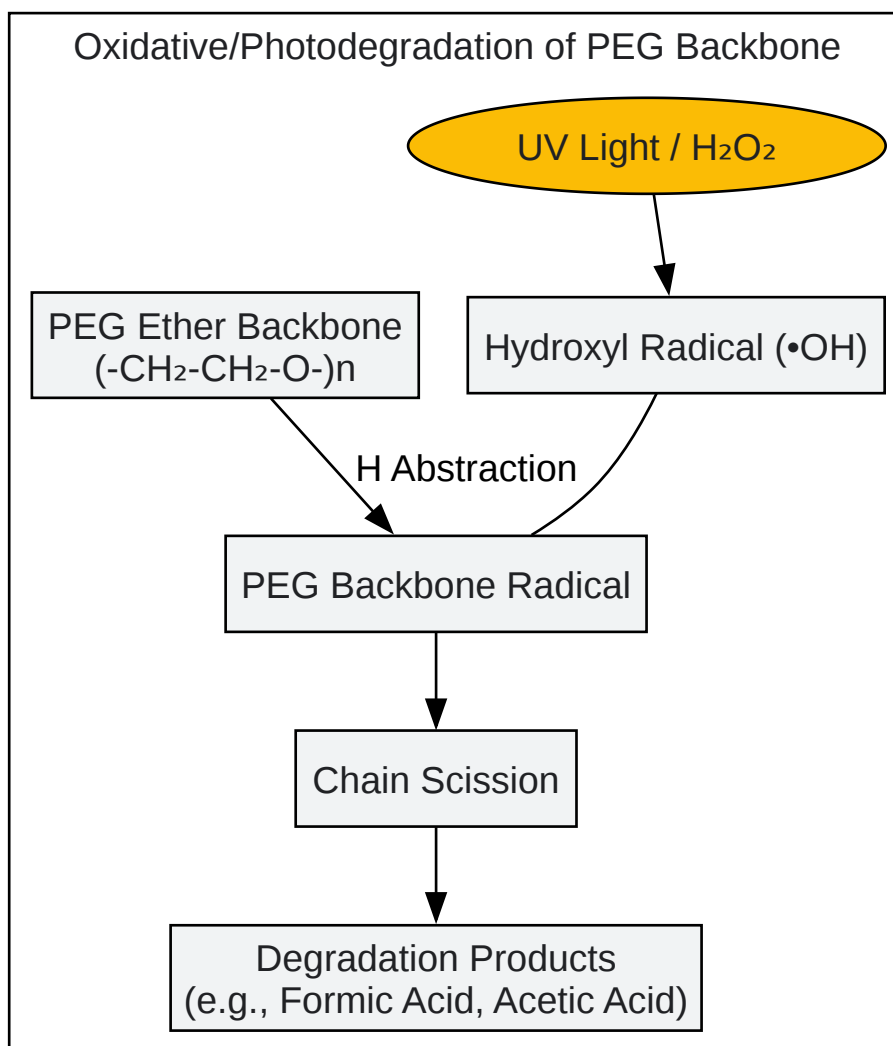 Oxidative/Photodegradation of PEG Backbone
UV Light / H₂O₂
PEG Ether Backbone
(-CH₂-CH₂-O-)n
Hydroxyl Radical (•OH)
H Abstraction
PEG Backbone Radical
Chain Scission
Degradation Products
(e.g., Formic Acid, Acetic Acid)